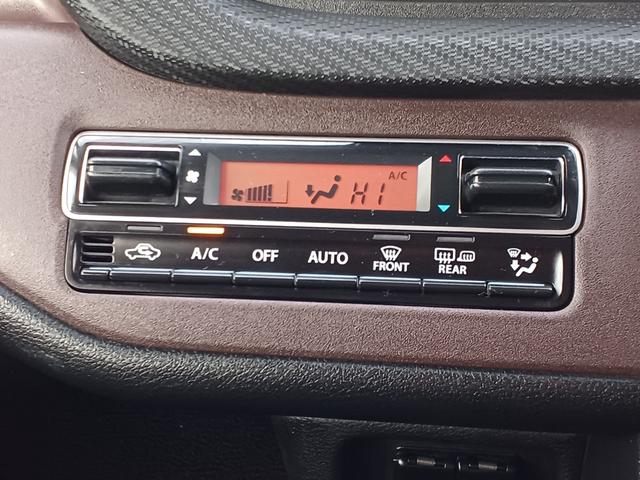 A/C
HI
A/C OFF AUTO FRONT REAR